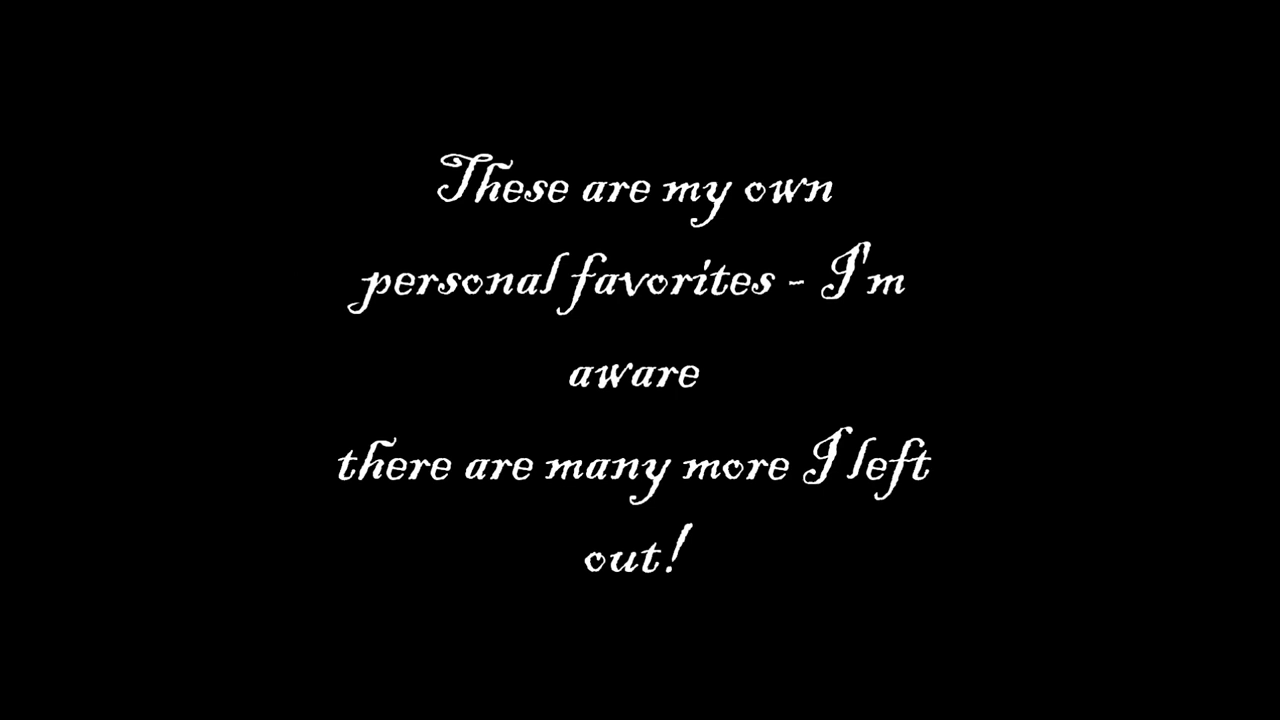 These are my own
personal favorites - I'm
aware
there are many more I left
out!